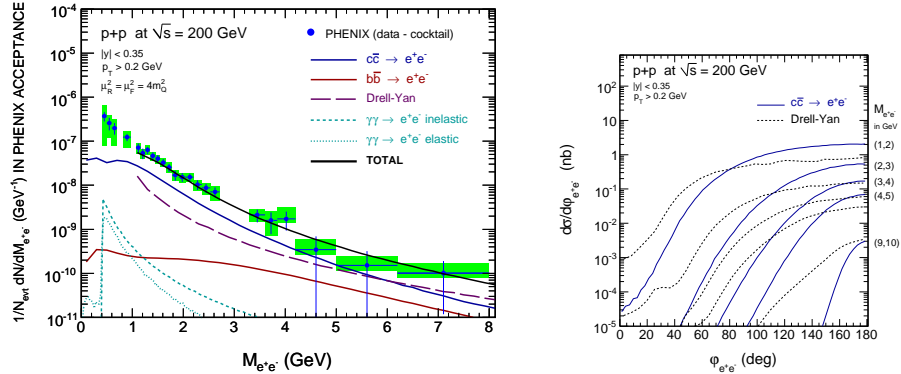 p+p at √s = 200 GeV
|y| < 0.35
p_T > 0.2 GeV
μ²_R = μ²_F = 4m²_Q
PHENIX (data - cocktail)
cc̄ → e⁺e⁻
bb̄ → e⁺e⁻
Drell-Yan
γγ → e⁺e⁻ inelastic
γγ → e⁺e⁻ elastic
TOTAL
1/N_evt dN/dM_e⁺e⁻ (GeV⁻¹) IN PHENIX ACCEPTANCE
10⁻⁴
10⁻⁵
10⁻⁶
10⁻⁷
10⁻⁸
10⁻⁹
10⁻¹⁰
10⁻¹¹
0 1 2 3 4 5 6 7 8
M_e⁺e⁻ (GeV)
p+p at √s = 200 GeV
|y| < 0.35
p_T > 0.2 GeV
cc̄ → e⁺e⁻
Drell-Yan
M_e⁺e⁻
in GeV
(1,2)
(2,3)
(3,4)
(4,5)
(9,10)
dσ/dφ_e⁺e⁻ (nb)
10²
10
1
10⁻¹
10⁻²
10⁻³
10⁻⁴
10⁻⁵
0 20 40 60 80 100 120 140 160 180
φ_e⁺e⁻ (deg)